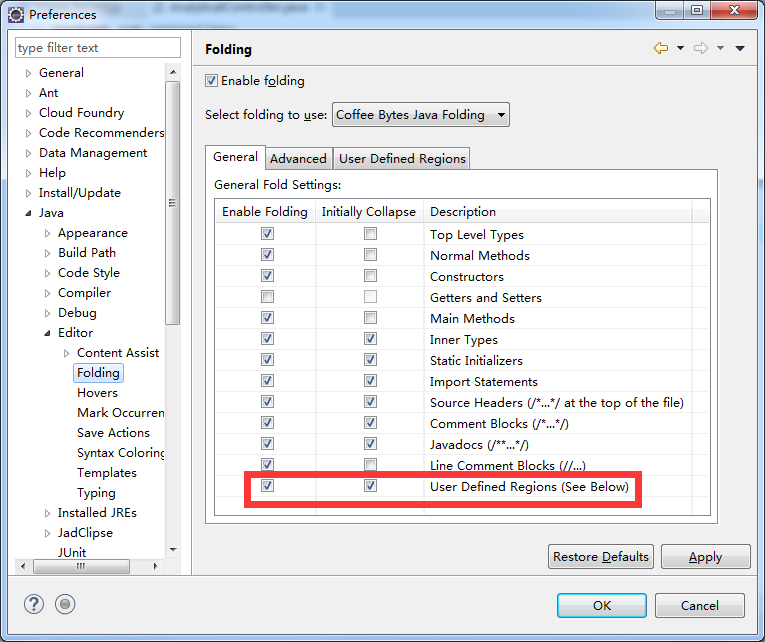 Preferences
type filter text
General
Ant
Cloud Foundry
Code Recommenders
Data Management
Help
Install/Update
Java
Appearance
Build Path
Code Style
Compiler
Debug
Editor
Content Assist
Folding
Hovers
Mark Occurren
Save Actions
Syntax Coloring
Templates
Typing
Installed JREs
JadClipse
JUnit
Folding
Enable folding
Select folding to use: Coffee Bytes Java Folding
General Advanced User Defined Regions
General Fold Settings:
Enable Folding Initially Collapse Description
Top Level Types
Normal Methods
Constructors
Getters and Setters
Main Methods
Inner Types
Static Initializers
Import Statements
Source Headers (/*...*/ at the top of the file)
Comment Blocks (/*...*/)
Javadocs (/**...*/)
Line Comment Blocks (//...)
User Defined Regions (See Below)
Restore Defaults Apply
? OK Cancel